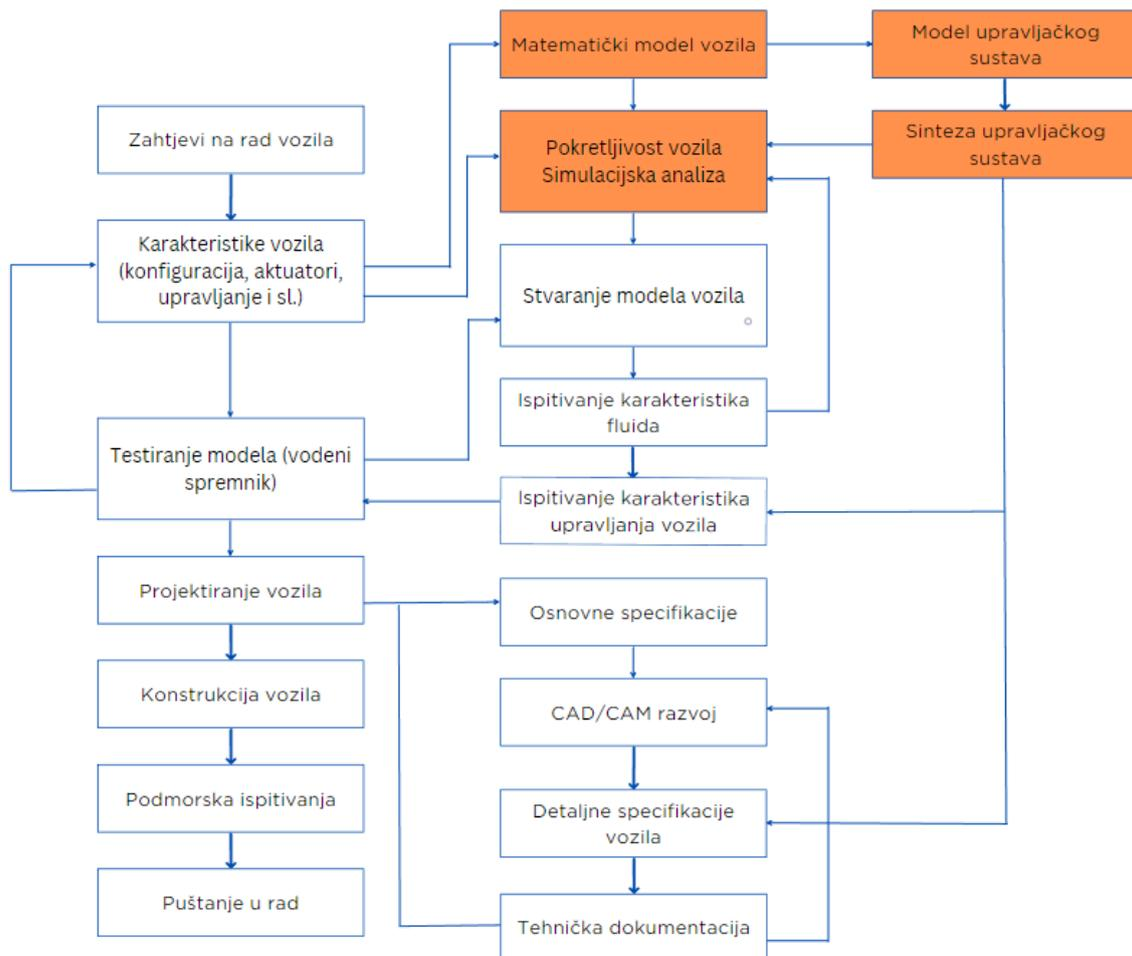 Matematički model vozila
Model upravljačkog
sustava
Zahtjevi na rad vozila
Pokretljivost vozila
Simulacijska analiza
Sinteza upravljačkog
sustava
Karakteristike vozila
(konfiguracija, aktuatori,
upravljanje i sl.)
Stvaranje modela vozila
Ispitivanje karakteristika
fluida
Testiranje modela (vodeni
spremnik)
Ispitivanje karakteristika
upravljanja vozila
Projektiranje vozila
Osnovne specifikacije
Konstrukcija vozila
CAD/CAM razvoj
Podmorska ispitivanja
Detaljne specifikacije
vozila
Puštanje u rad
Tehnička dokumentacija